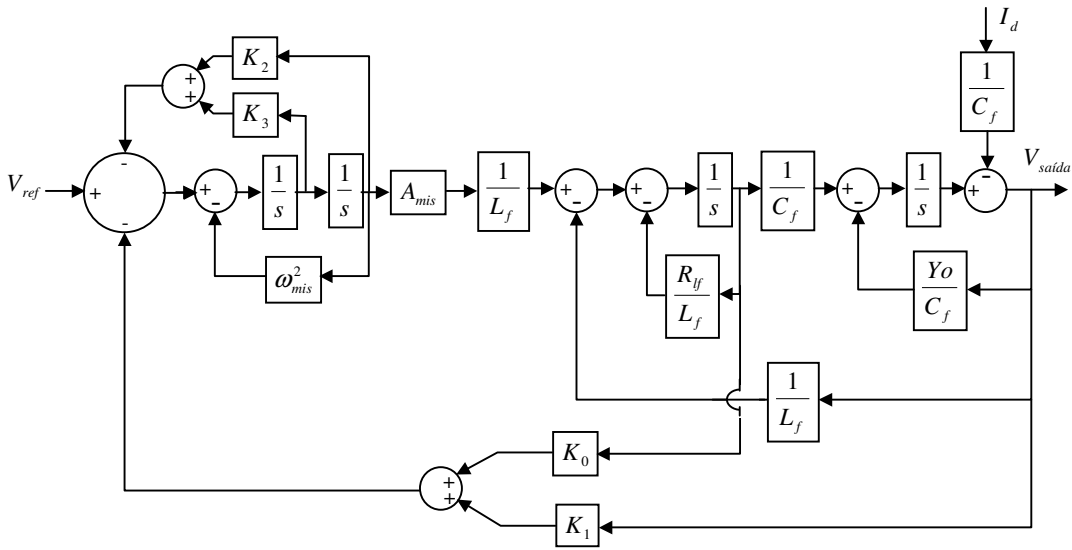 I_d
K_2
+
+
1/C_f
K_3
-
V_saída
V_ref
+
-
+
-
1/s
1/s
A_mis
1/L_f
+
-
+
-
1/s
1/C_f
+
-
1/s
+
-
ω²_mis
R_lf/L_f
Yo/C_f
1/L_f
K_0
+
+
K_1